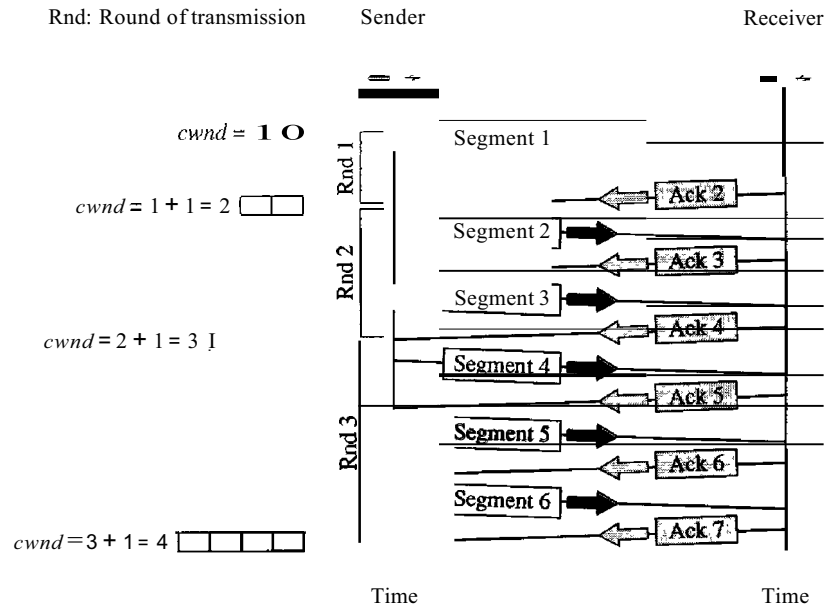 Rnd: Round of transmission Sender Receiver
cwnd = 1 0
Segment 1
Rnd 1
Ack 2
cwnd = 1 + 1 = 2
Segment 2
Rnd 2
Ack 3
Segment 3
Ack 4
cwnd = 2 + 1 = 3 I
Segment 4
Ack 5
Rnd 3
Segment 5
Ack 6
Segment 6
Ack 7
cwnd = 3 + 1 = 4
Time Time